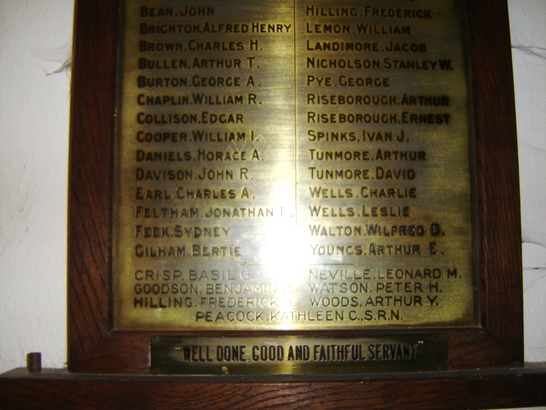 BEAN, JOHN
BRIGHTON, ALFRED HENRY
BROWN, CHARLES H.
BULLEN, ARTHUR T.
BURTON, GEORGE A.
CHAPLIN, WILLIAM R.
COLLISON, EDGAR
COOPER, WILLIAM I.
DANIELS, HORACE A.
DAVISON, JOHN R.
EARL, CHARLES A.
FELTHAM, JONATHAN E.
FEEK, SYDNEY
GILHAM, BERTIE
HILLING, FREDERICK
LEMON, WILLIAM
LANDIMORE, JACOB
NICHOLSON, STANLEY W.
PYE, GEORGE
RISEBOROUGH, ARTHUR
RISEBOROUGH, ERNEST
SPINKS, IVAN J.
TUNMORE, ARTHUR
TUNMORE, DAVID
WELLS, CHARLIE
WELLS, LESLIE
WALTON, WILFRED D.
YOUNGS, ARTHUR E.
CRISP, BASIL G.
GOODSON, BENJAMIN
HILLING, FREDERICK
NEVILLE, LEONARD M.
WATSON, PETER H.
WOODS, ARTHUR Y.
PEACOCK, KATHLEEN C., S.R.N.
"WELL DONE, GOOD AND FAITHFUL SERVANT"